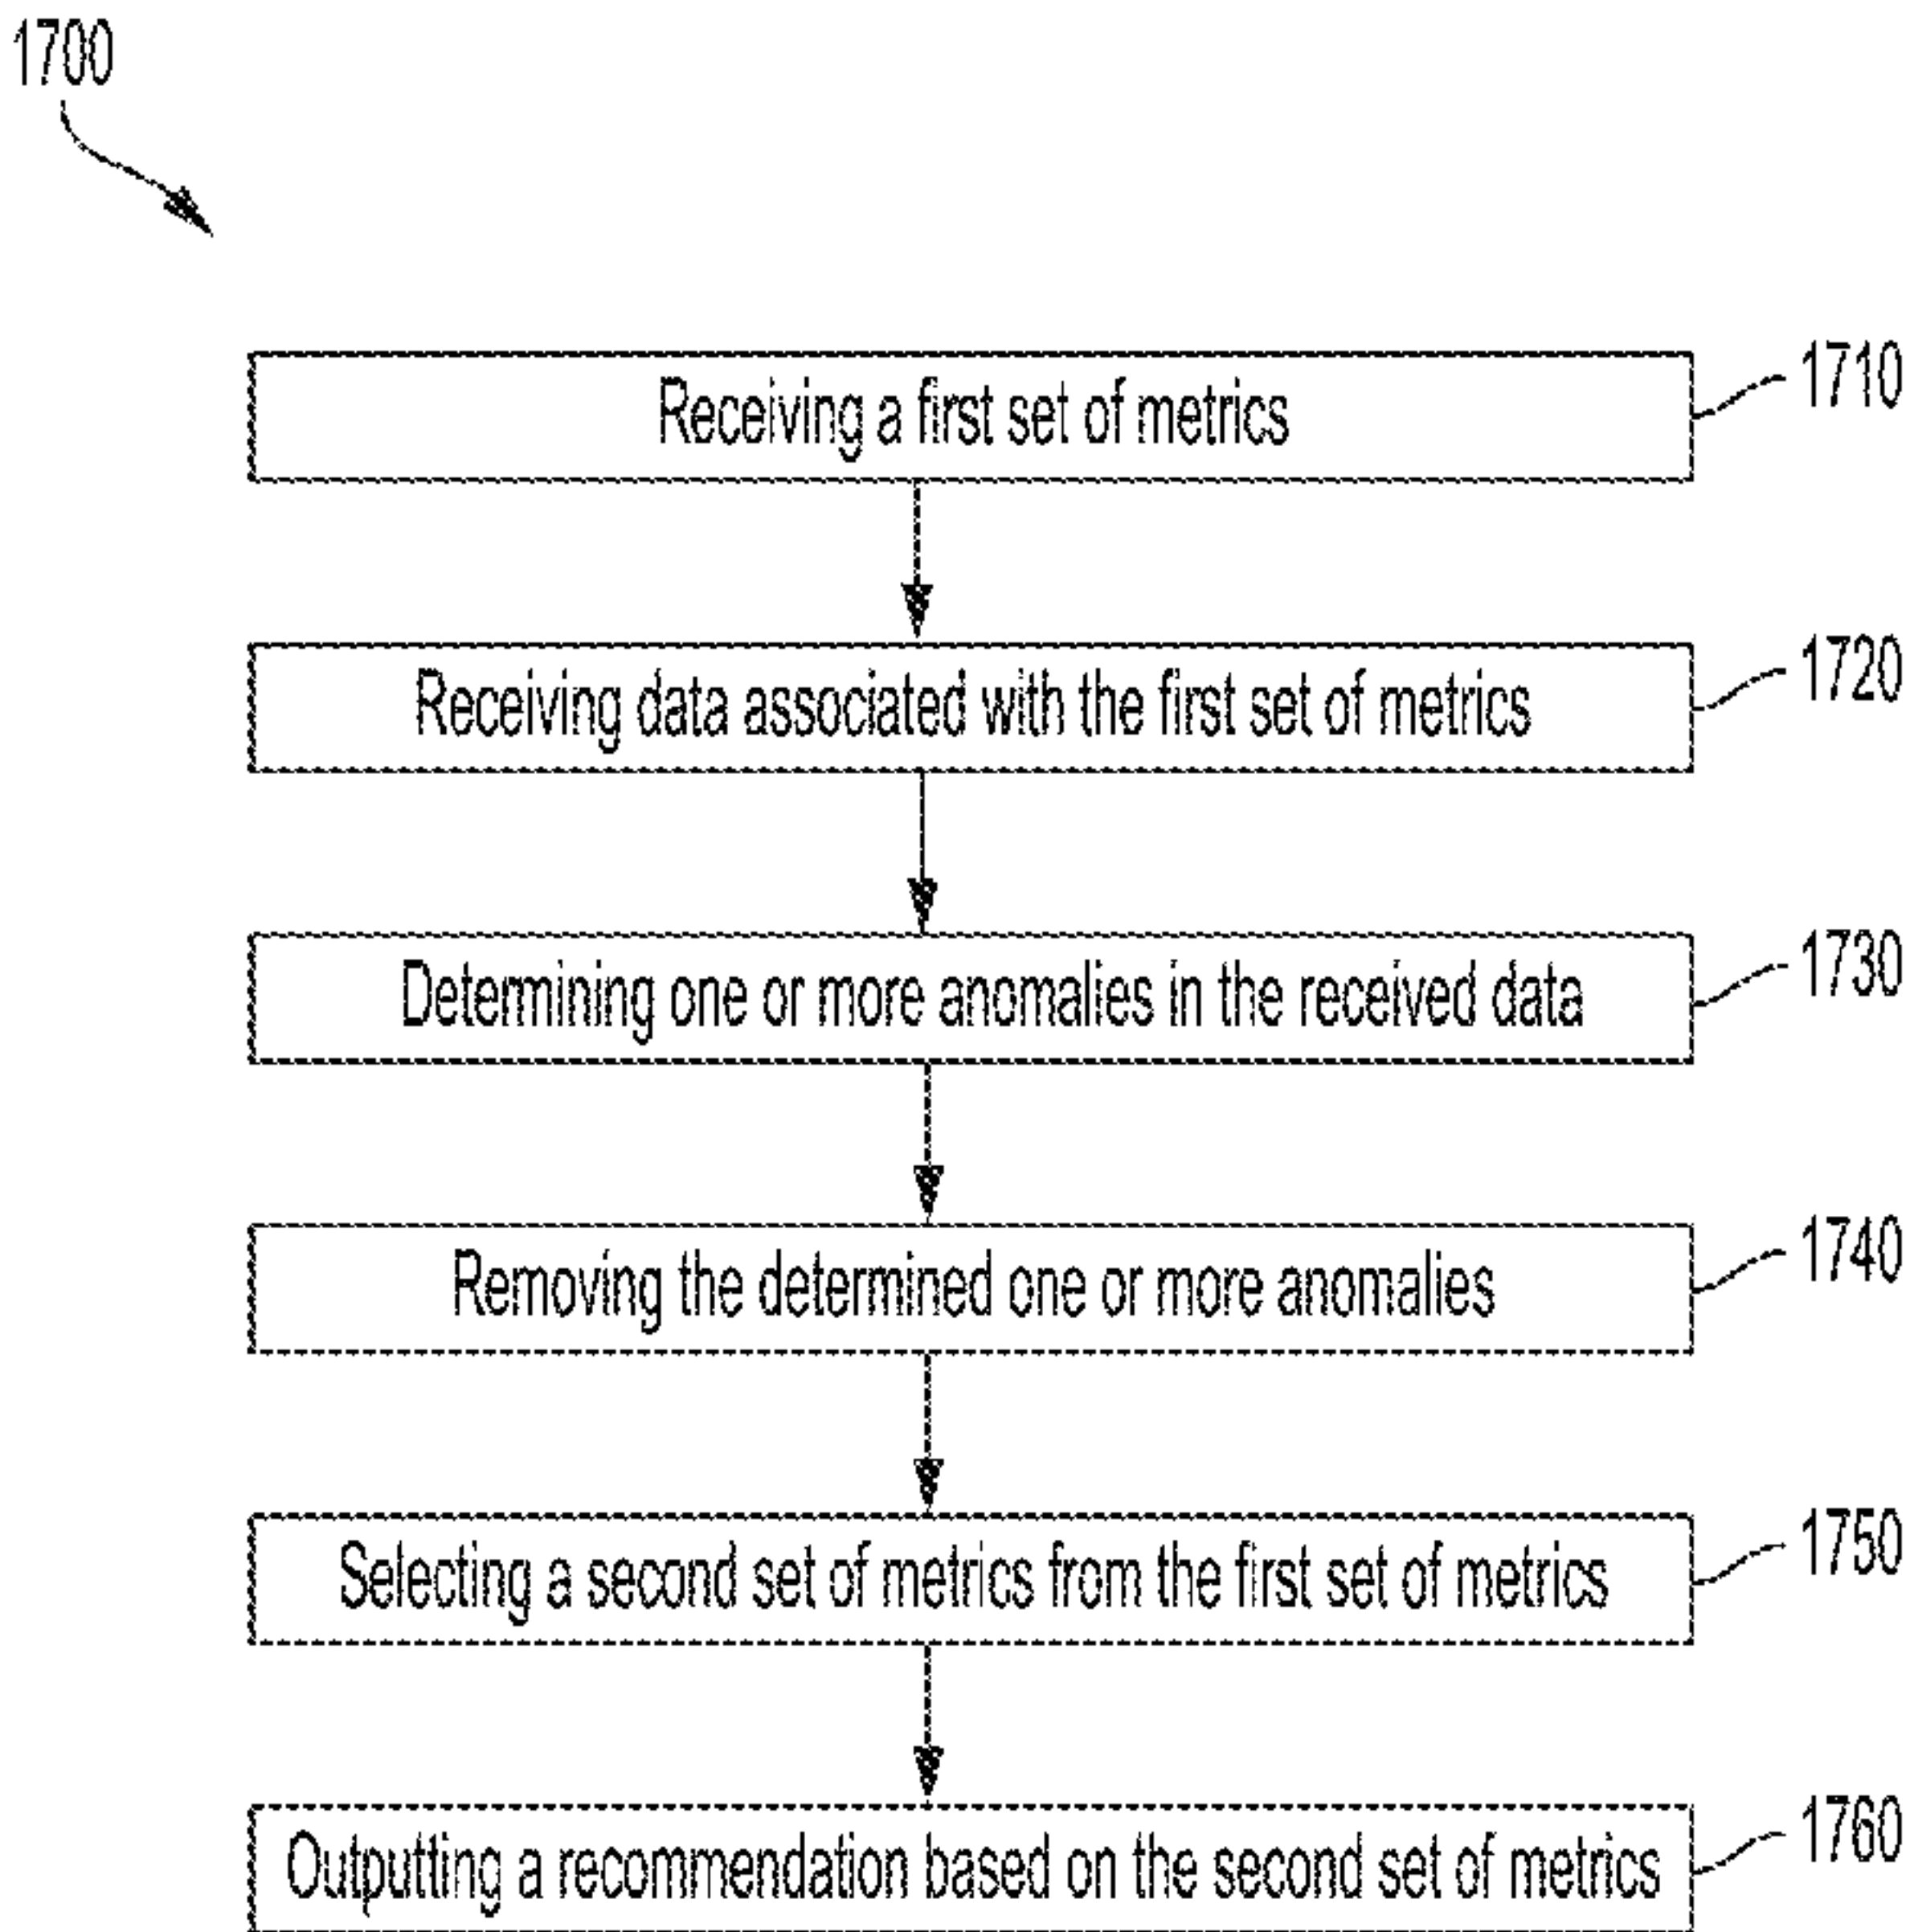 1700
Receiving a first set of metrics
1710
Receiving data associated with the first set of metrics
1720
Determining one or more anomalies in the received data
1730
Removing the determined one or more anomalies
1740
Selecting a second set of metrics from the first set of metrics
1750
Outputting a recommendation based on the second set of metrics
1760